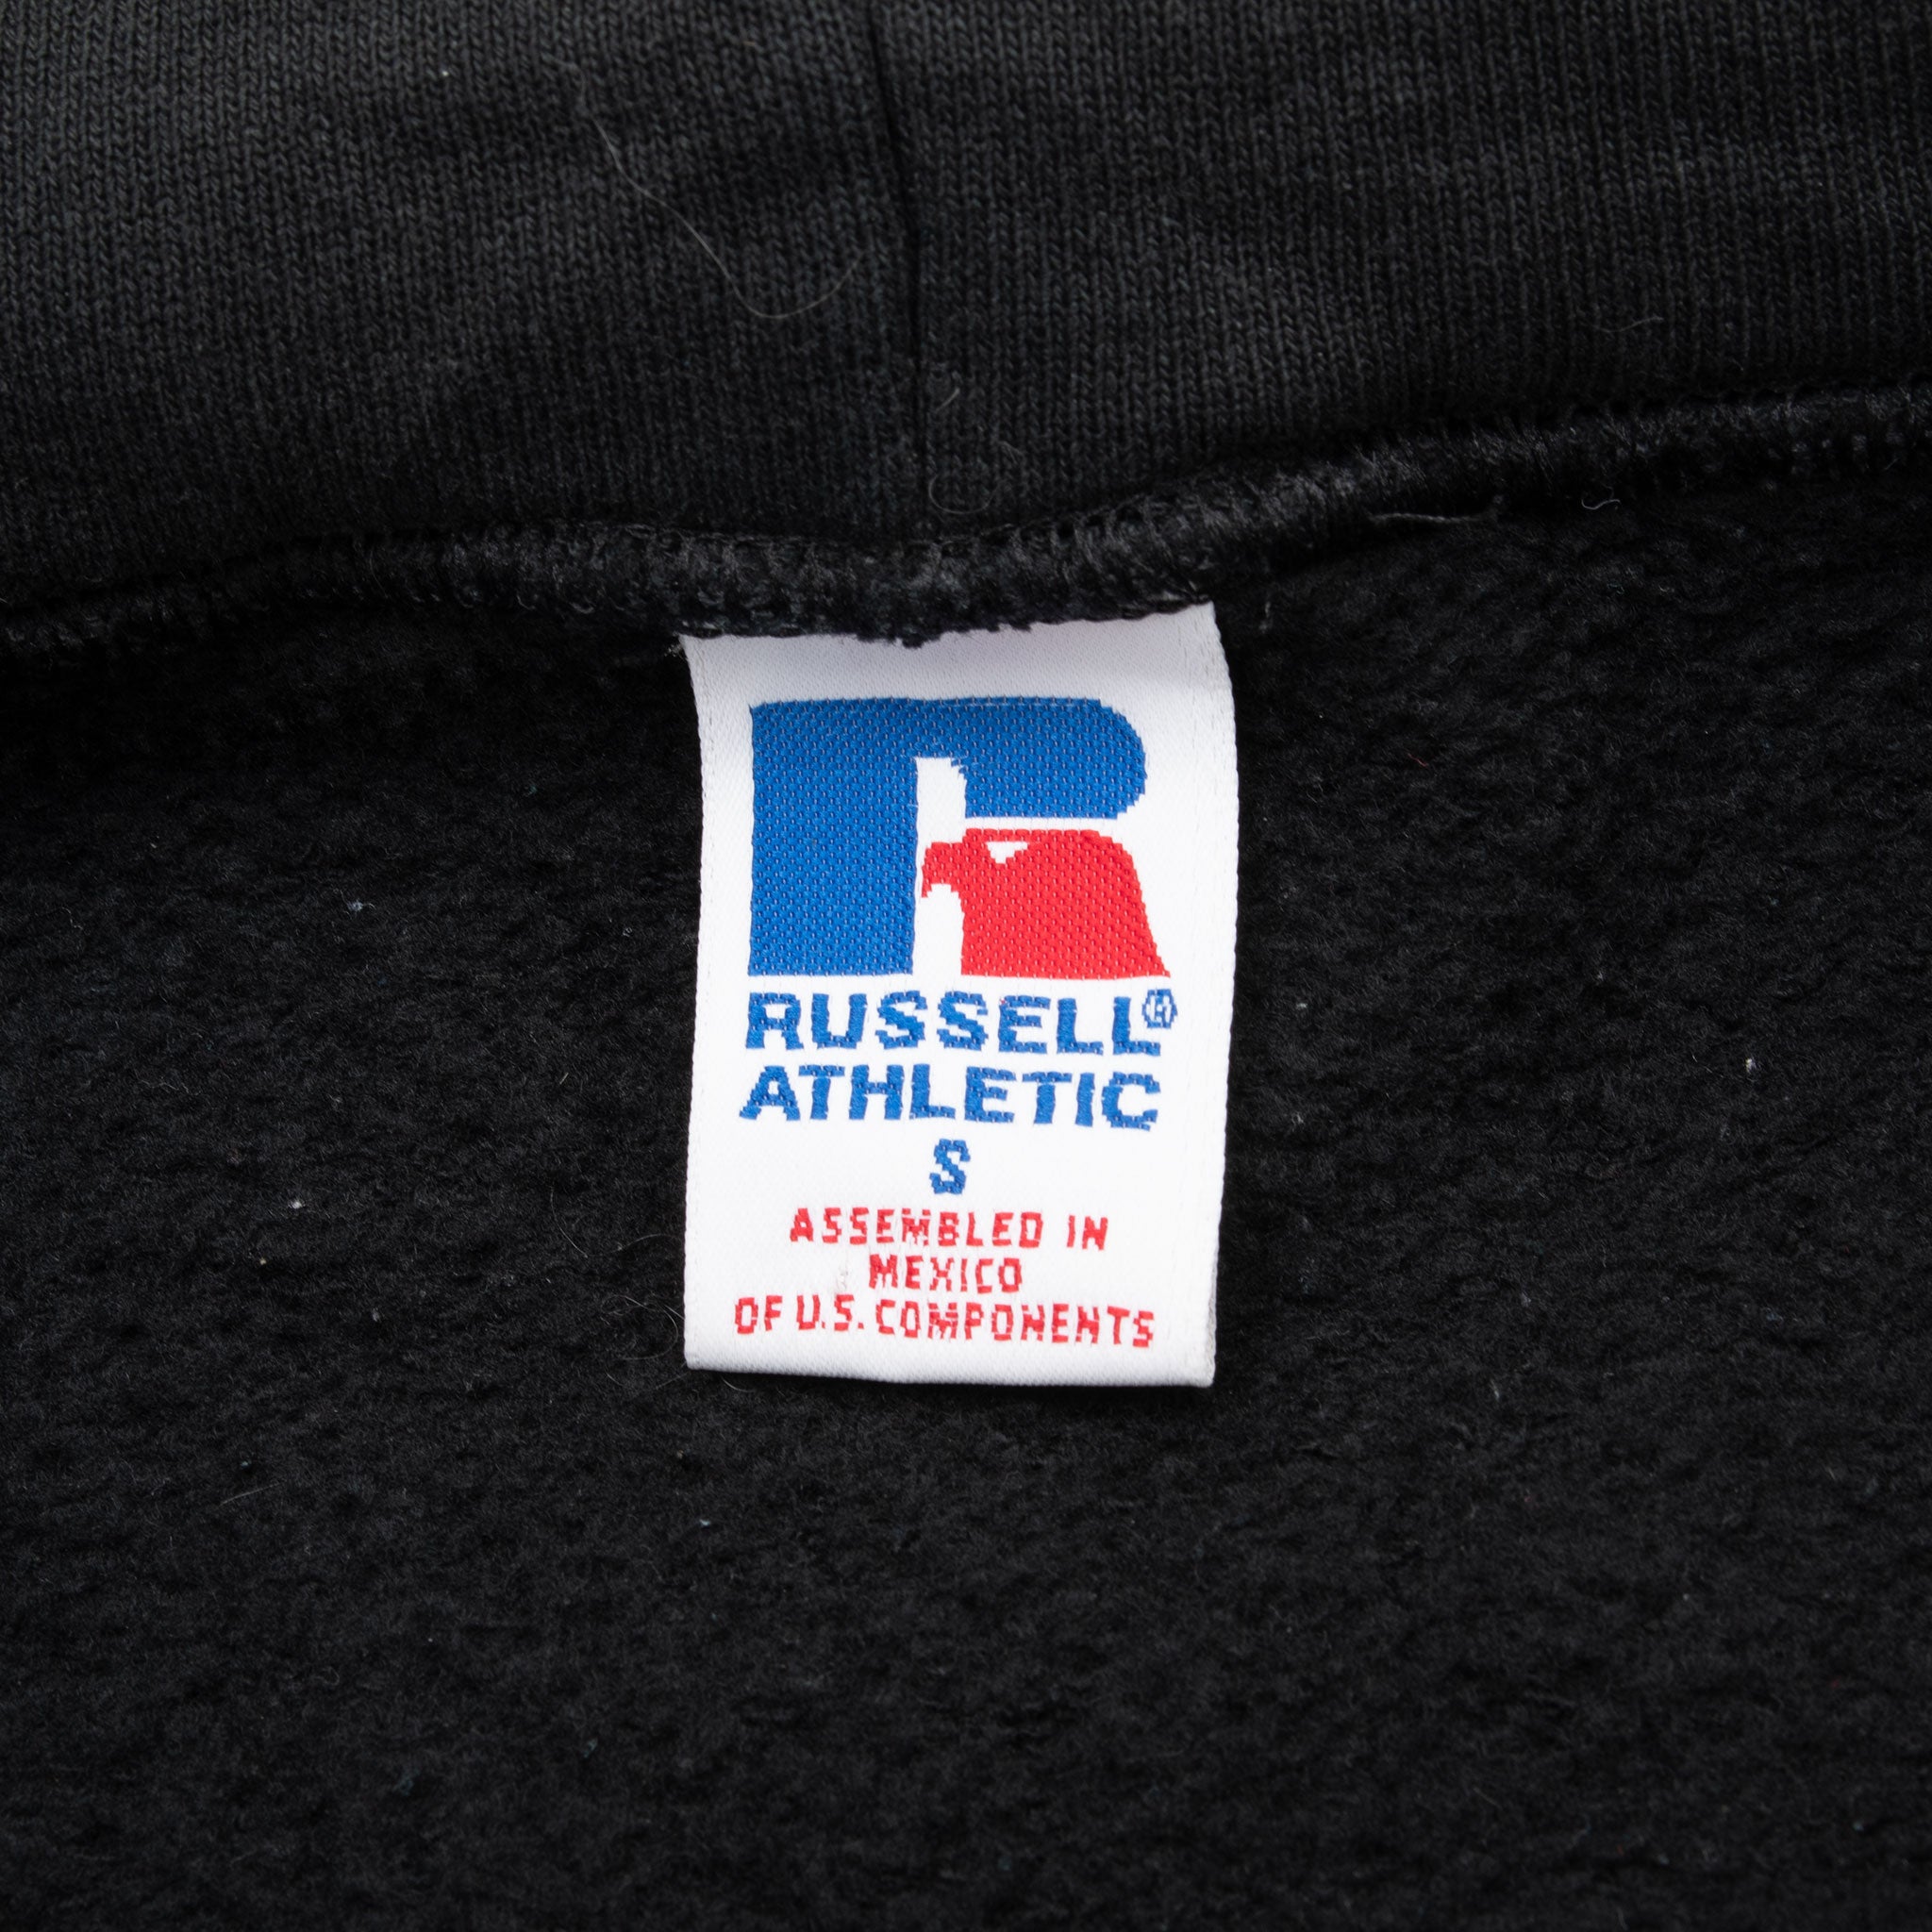 RUSSELL®
ATHLETIC
S
ASSEMBLED IN
MEXICO
OF U.S. COMPONENTS